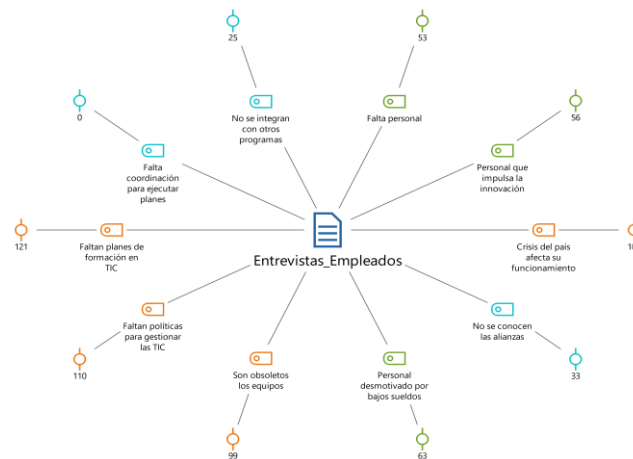 25
53
0
56
No se integran
con otros
programas
Falta personal
Falta
coordinación
para ejecutar
planes
Personal que
impulsa la
innovación
121
Faltan planes de
formación en
TIC
Entrevistas_Empleados
Crisis del país
afecta su
funcionamiento
Faltan políticas
para gestionar
las TIC
No se conocen
las alianzas
110
Son obsoletos
los equipos
Personal
desmotivado por
bajos sueldos
33
99
63